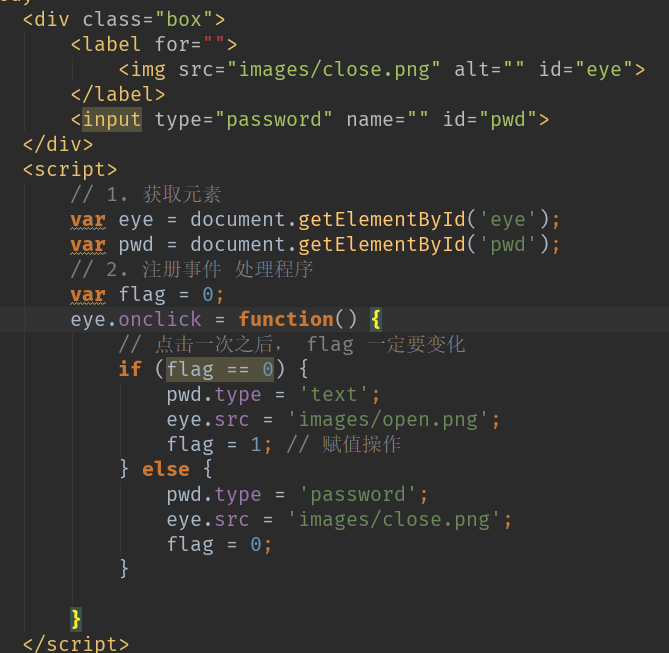 <div class="box">
<label for="">
<img src="images/close.png" alt="" id="eye">
</label>
<input type="password" name="" id="pwd">
</div>
<script>
// 1. 获取元素
var eye = document.getElementById('eye');
var pwd = document.getElementById('pwd');
// 2. 注册事件 处理程序
var flag = 0;
eye.onclick = function() {
// 点击一次之后， flag 一定要变化
if (flag == 0) {
pwd.type = 'text';
eye.src = 'images/open.png';
flag = 1; // 赋值操作
} else {
pwd.type = 'password';
eye.src = 'images/close.png';
flag = 0;
}
}
</script>